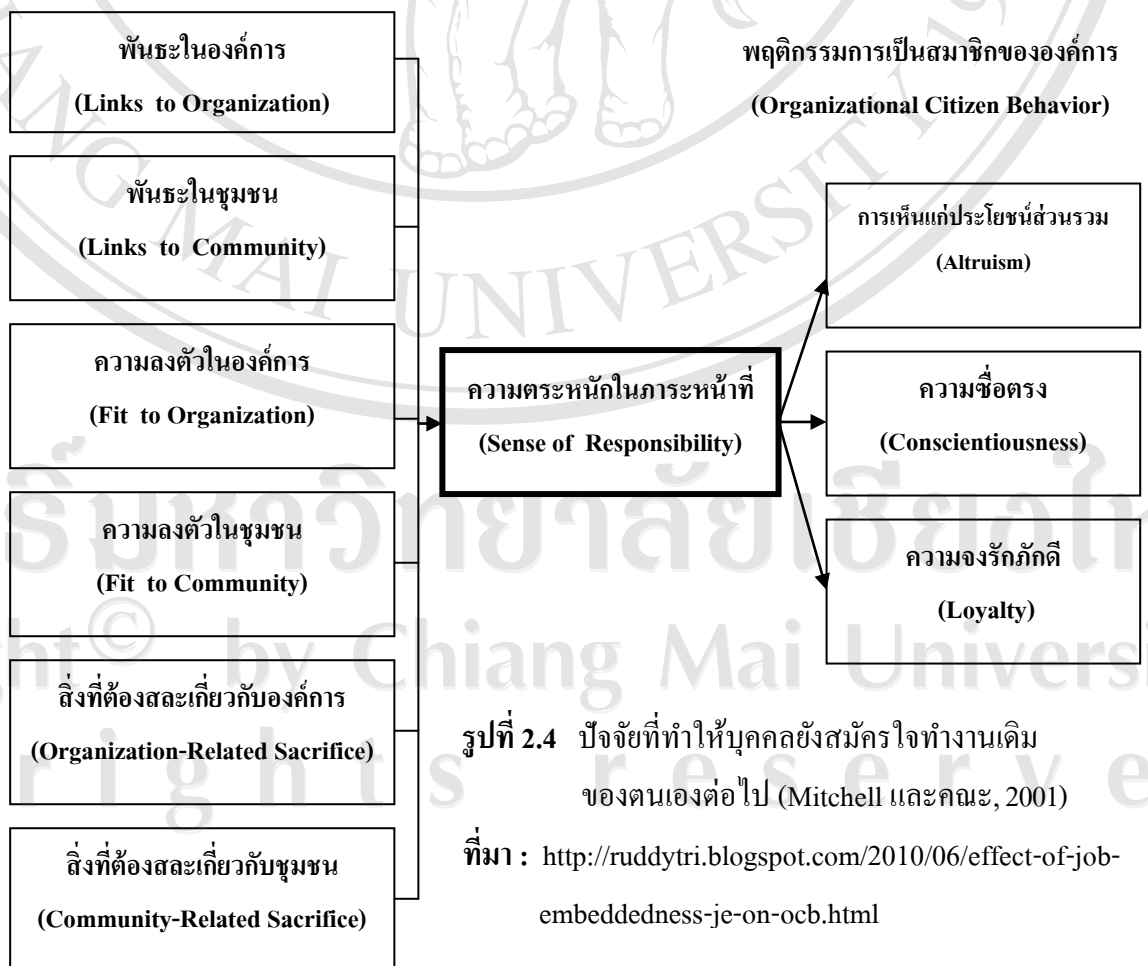 พันธะในองค์การ
(Links to Organization)
พันธะในชุมชน
(Links to Community)
ความลงตัวในองค์การ
(Fit to Organization)
ความลงตัวในชุมชน
(Fit to Community)
สิ่งที่ต้องสละเกี่ยวกับองค์การ
(Organization-Related Sacrifice)
สิ่งที่ต้องสละเกี่ยวกับชุมชน
(Community-Related Sacrifice)
ความตระหนักในภาระหน้าที่
(Sense of Responsibility)
พฤติกรรมการเป็นสมาชิกขององค์การ
(Organizational Citizen Behavior)
การเห็นแก่ประโยชน์ส่วนรวม
(Altruism)
ความซื่อตรง
(Conscientiousness)
ความจงรักภักดี
(Loyalty)
รูปที่ 2.4 ปัจจัยที่ทำให้บุคคลยังสมัครใจทำงานเดิม
ของตนเองต่อไป (Mitchell และคณะ, 2001)
ที่มา : http://ruddytri.blogspot.com/2010/06/effect-of-job-
embeddedness-je-on-ocb.html
ANG MAI UNIVERSITY
by Chiang Mai
rights